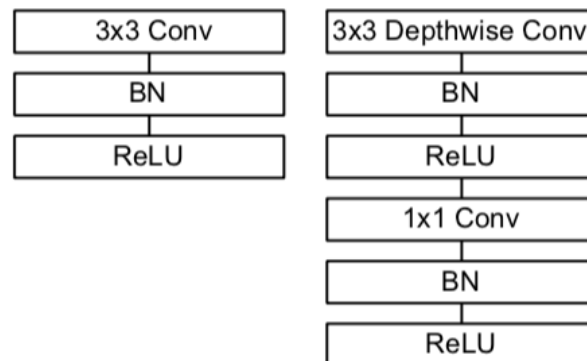 3x3 Conv
BN
ReLU
3x3 Depthwise Conv
BN
ReLU
1x1 Conv
BN
ReLU